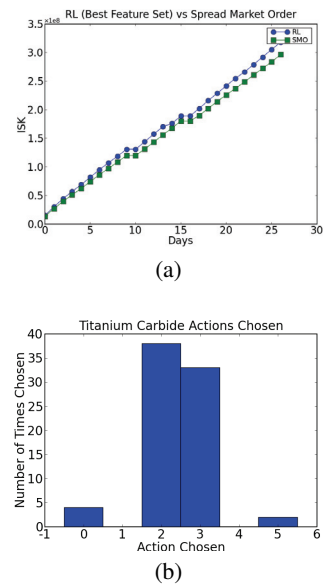 RL (Best Feature Set) vs Spread Market Order
3.5 ×1e8
RL
SMO
3.0
2.5
2.0
1.5
1.0
0.5
0.0
0 5 10 15 20 25 30
ISK
Days
(a)
Titanium Carbide Actions Chosen
40
35
30
25
20
15
10
5
0
-1 0 1 2 3 4 5 6
Number of Times Chosen
Action Chosen
(b)